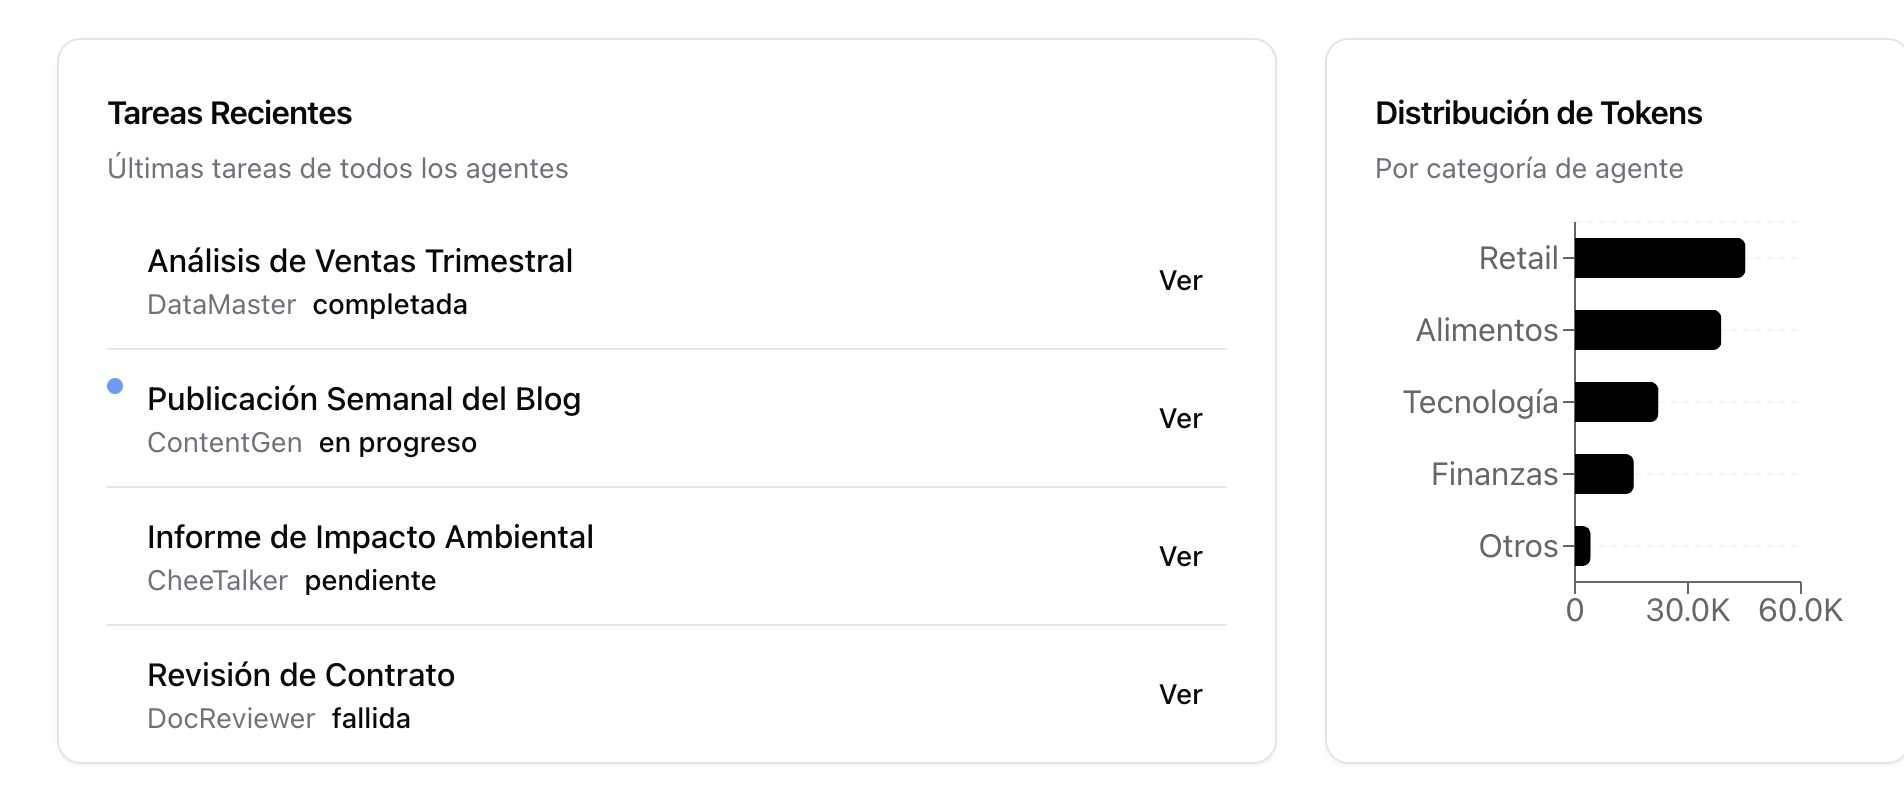 Tareas Recientes
Últimas tareas de todos los agentes
Análisis de Ventas Trimestral
DataMaster completada
Ver
Publicación Semanal del Blog
ContentGen en progreso
Ver
Informe de Impacto Ambiental
CheeTalker pendiente
Ver
Revisión de Contrato
DocReviewer fallida
Ver
Distribución de Tokens
Por categoría de agente
Retail
Alimentos
Tecnología
Finanzas
Otros
0 30.0K 60.0K